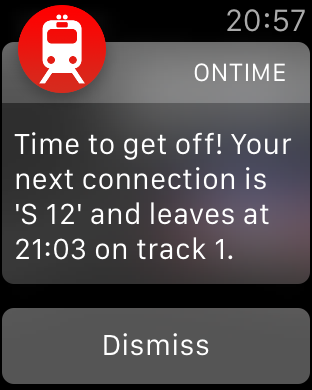 20:57
ONTIME
Time to get off! Your
next connection is
'S 12' and leaves at
21:03 on track 1.
Dismiss